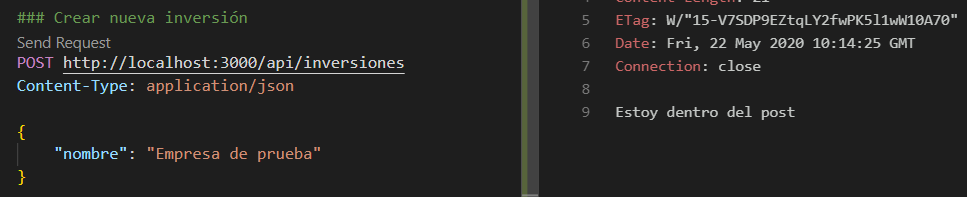 ### Crear nueva inversión
Send Request
POST http://localhost:3000/api/inversiones
Content-Type: application/json
{
"nombre": "Empresa de prueba"
}
5 ETag: W/"15-V7SDP9EZtqLY2fwPK5l1wW10A70"
6 Date: Fri, 22 May 2020 10:14:25 GMT
7 Connection: close
8
9 Estoy dentro del post